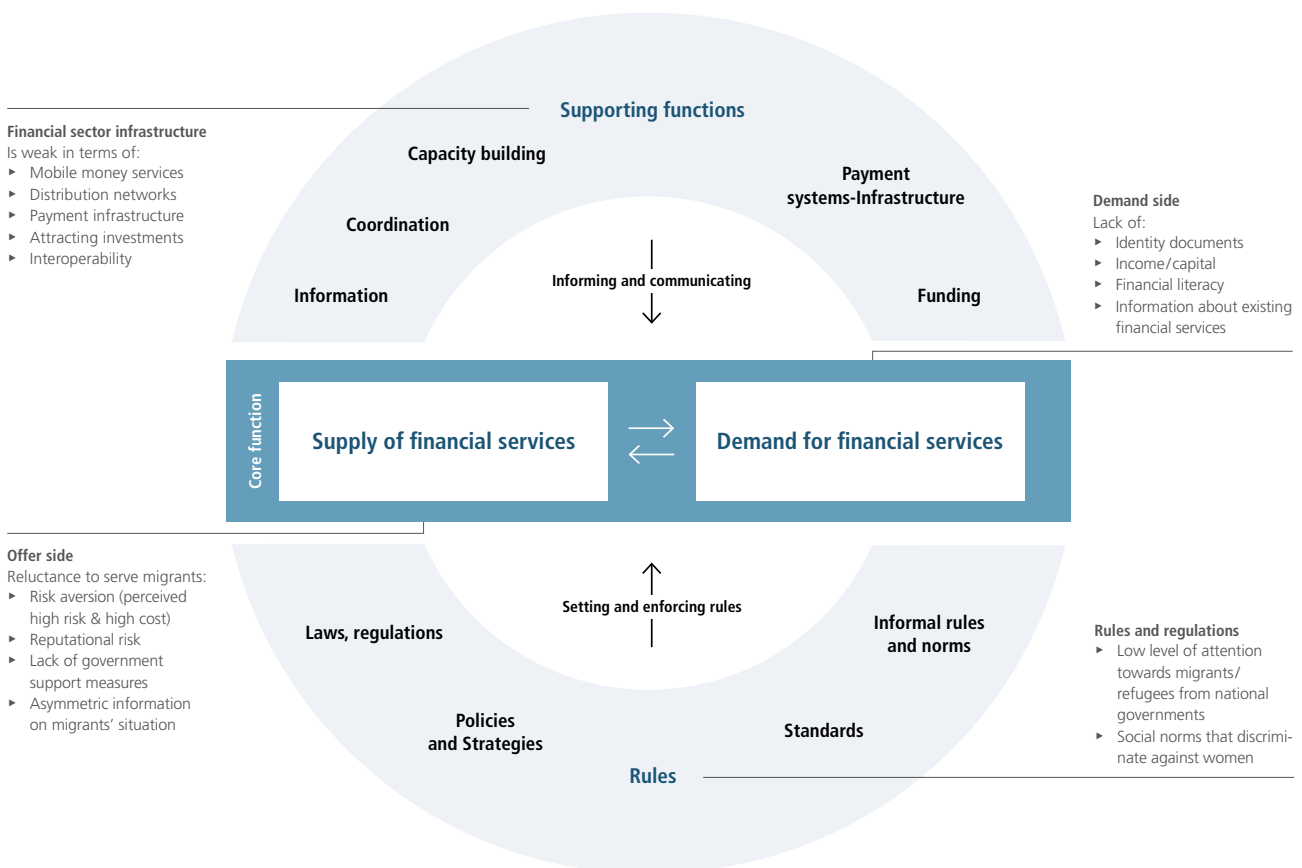 Supporting functions
Capacity building
Payment
systems-Infrastructure
Coordination
Information
Funding
Informing and communicating
Financial sector infrastructure
Is weak in terms of:
▸ Mobile money services
▸ Distribution networks
▸ Payment infrastructure
▸ Attracting investments
▸ Interoperability
Demand side
Lack of:
▸ Identity documents
▸ Income/capital
▸ Financial literacy
▸ Information about existing
financial services
Core function
Supply of financial services
Demand for financial services
Offer side
Reluctance to serve migrants:
▸ Risk aversion (perceived
high risk & high cost)
▸ Reputational risk
▸ Lack of government
support measures
▸ Asymmetric information
on migrants' situation
Setting and enforcing rules
Laws, regulations
Informal rules
and norms
Policies
and Strategies
Standards
Rules
Rules and regulations
▸ Low level of attention
towards migrants/
refugees from national
governments
▸ Social norms that discrimi-
nate against women